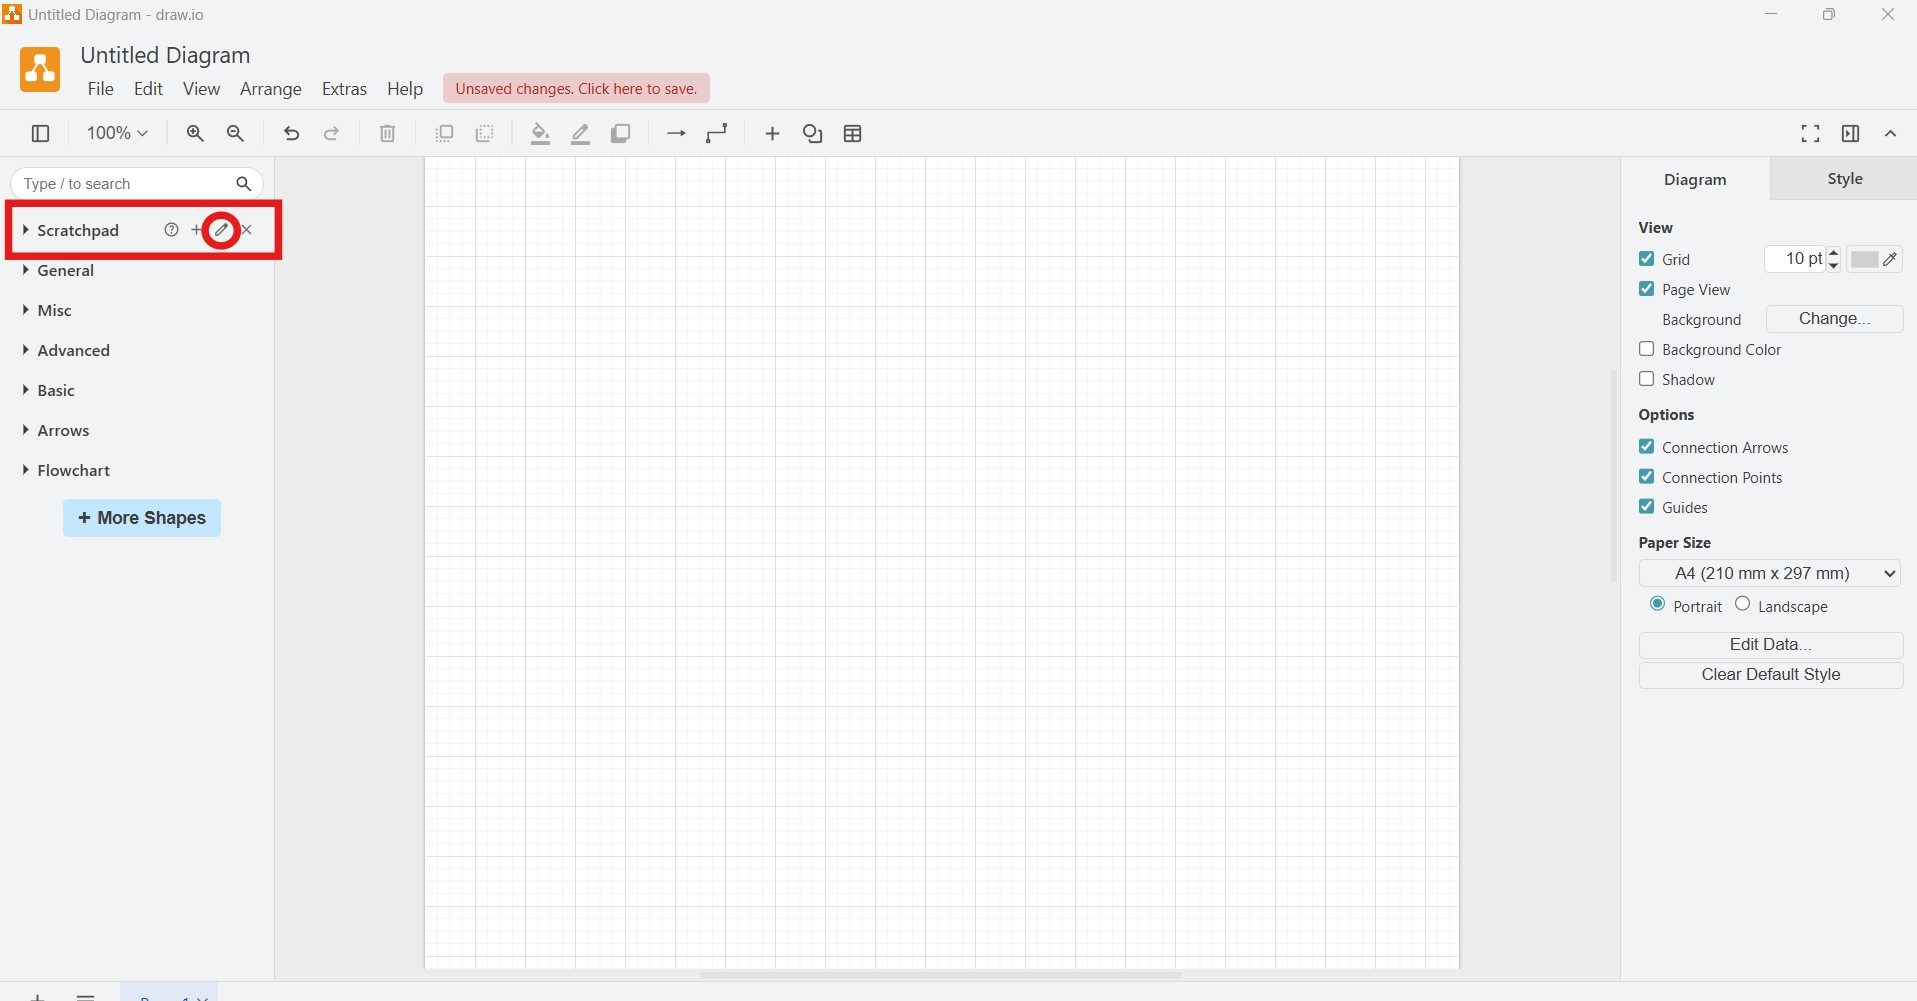 Untitled Diagram - draw.io
Untitled Diagram
File Edit View Arrange Extras Help Unsaved changes. Click here to save.
100%
Type / to search
Scratchpad
General
Misc
Advanced
Basic
Arrows
Flowchart
+ More Shapes
Diagram Style
View
Grid 10 pt
Page View
Background Change...
Background Color
Shadow
Options
Connection Arrows
Connection Points
Guides
Paper Size
A4 (210 mm x 297 mm)
Portrait Landscape
Edit Data...
Clear Default Style